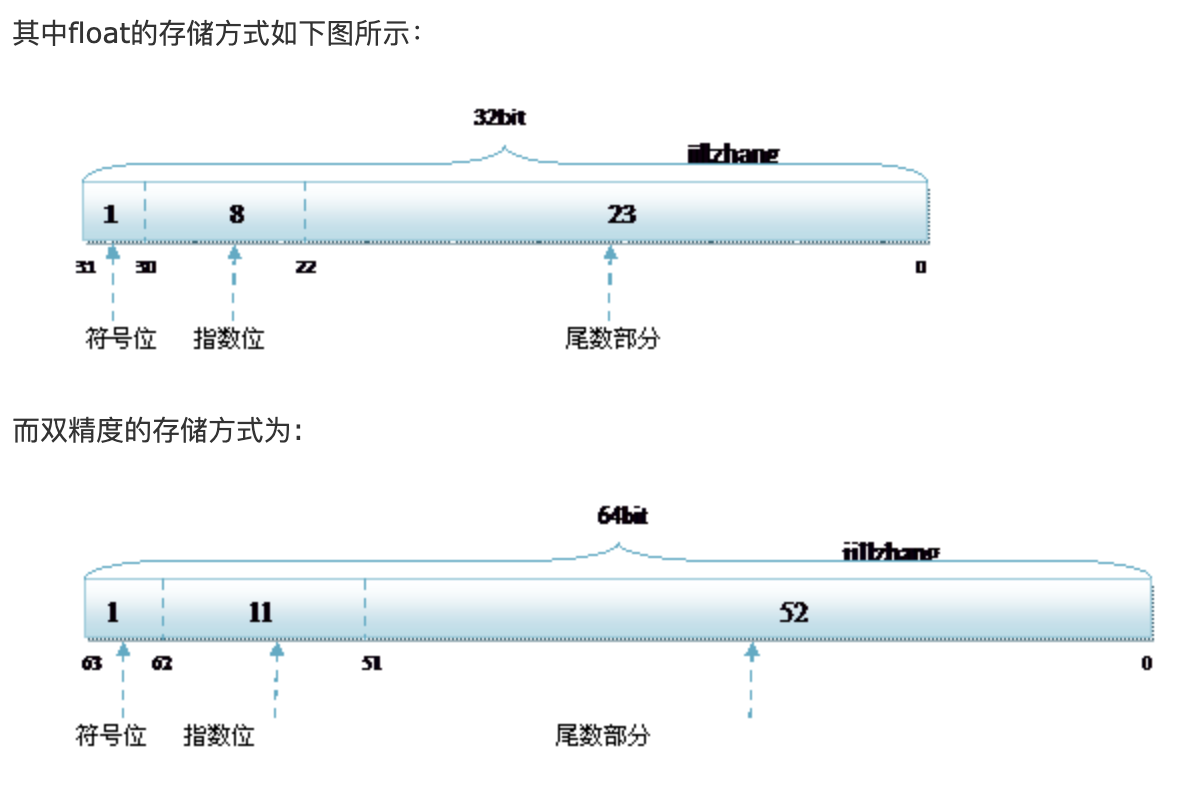 其中float的存储方式如下图所示：
32bit
1 8 23
31 30 22 0
符号位 指数位 尾数部分
而双精度的存储方式为：
64bit
1 11 52
63 62 51 0
符号位 指数位 尾数部分